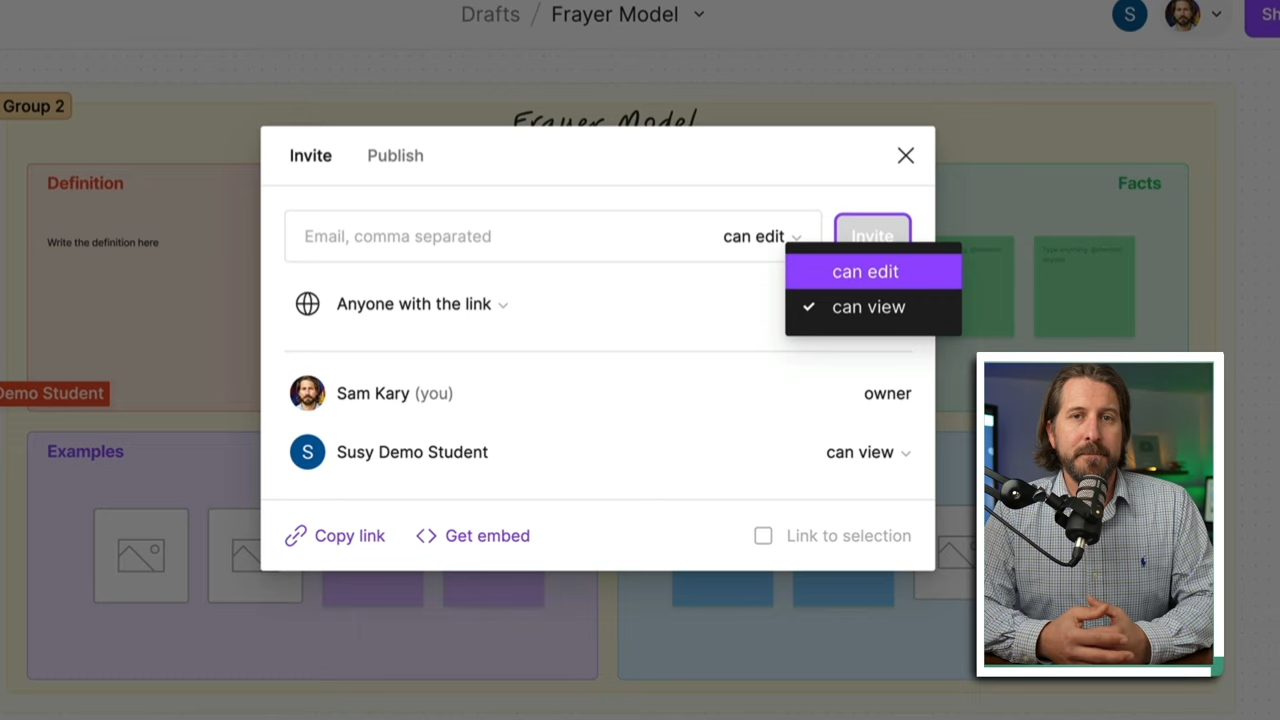 Drafts / Frayer Model
S
Sh
Group 2
Frayer Model
Invite
Publish
Definition
Facts
Email, comma separated
can edit
Invite
Write the definition here
can edit
Anyone with the link
can view
Demo Student
Sam Kary (you)
owner
Examples
S
Susy Demo Student
can view
Copy link
Get embed
Link to selection